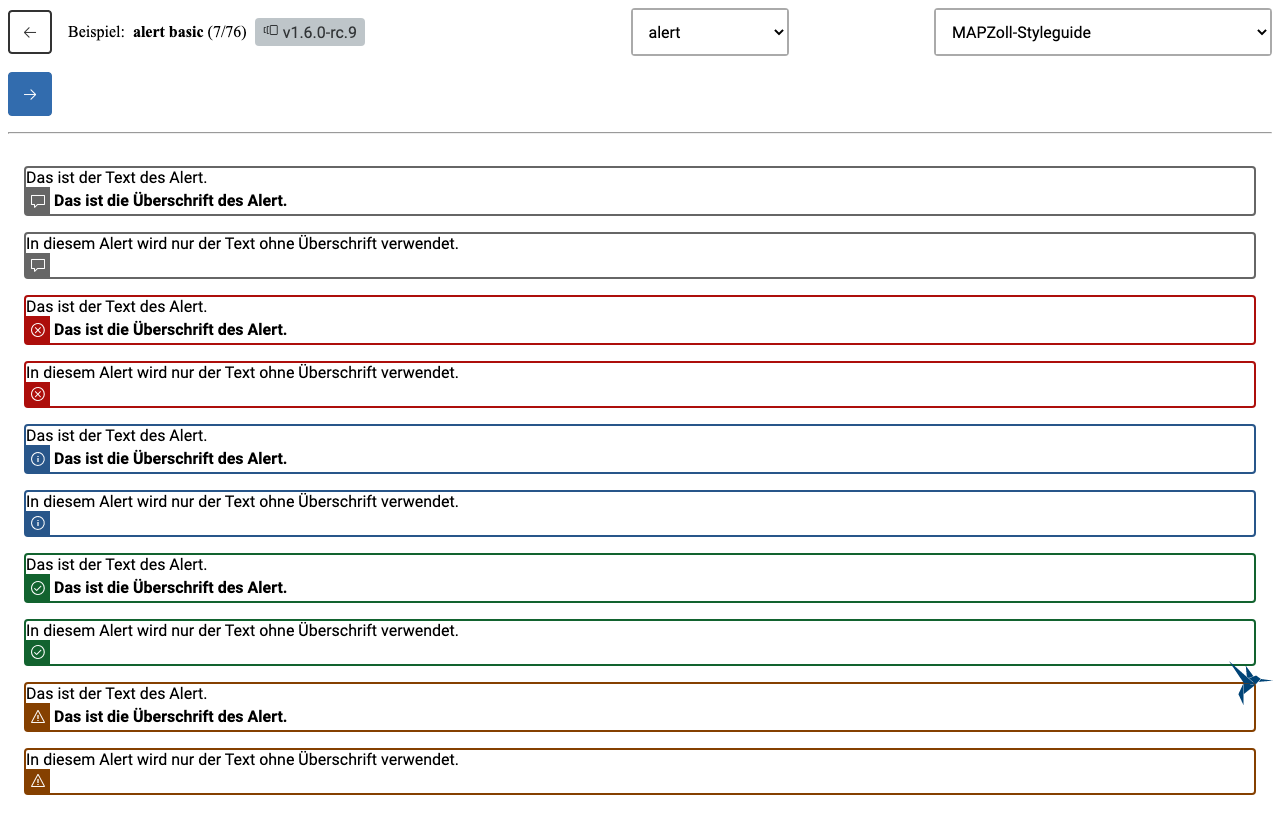 Beispiel: alert basic (7/76) v1.6.0-rc.9 alert MAPZoll-Styleguide
Das ist der Text des Alert.
Das ist die Überschrift des Alert.
In diesem Alert wird nur der Text ohne Überschrift verwendet.
Das ist der Text des Alert.
Das ist die Überschrift des Alert.
In diesem Alert wird nur der Text ohne Überschrift verwendet.
Das ist der Text des Alert.
Das ist die Überschrift des Alert.
In diesem Alert wird nur der Text ohne Überschrift verwendet.
Das ist der Text des Alert.
Das ist die Überschrift des Alert.
In diesem Alert wird nur der Text ohne Überschrift verwendet.
Das ist der Text des Alert.
Das ist die Überschrift des Alert.
In diesem Alert wird nur der Text ohne Überschrift verwendet.